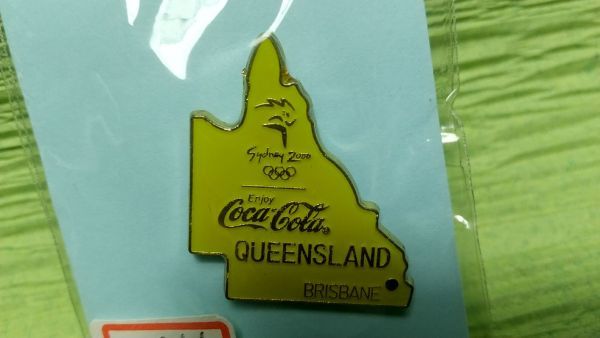 Sydney 2000
Enjoy
Coca-Cola®
QUEENSLAND
BRISBANE